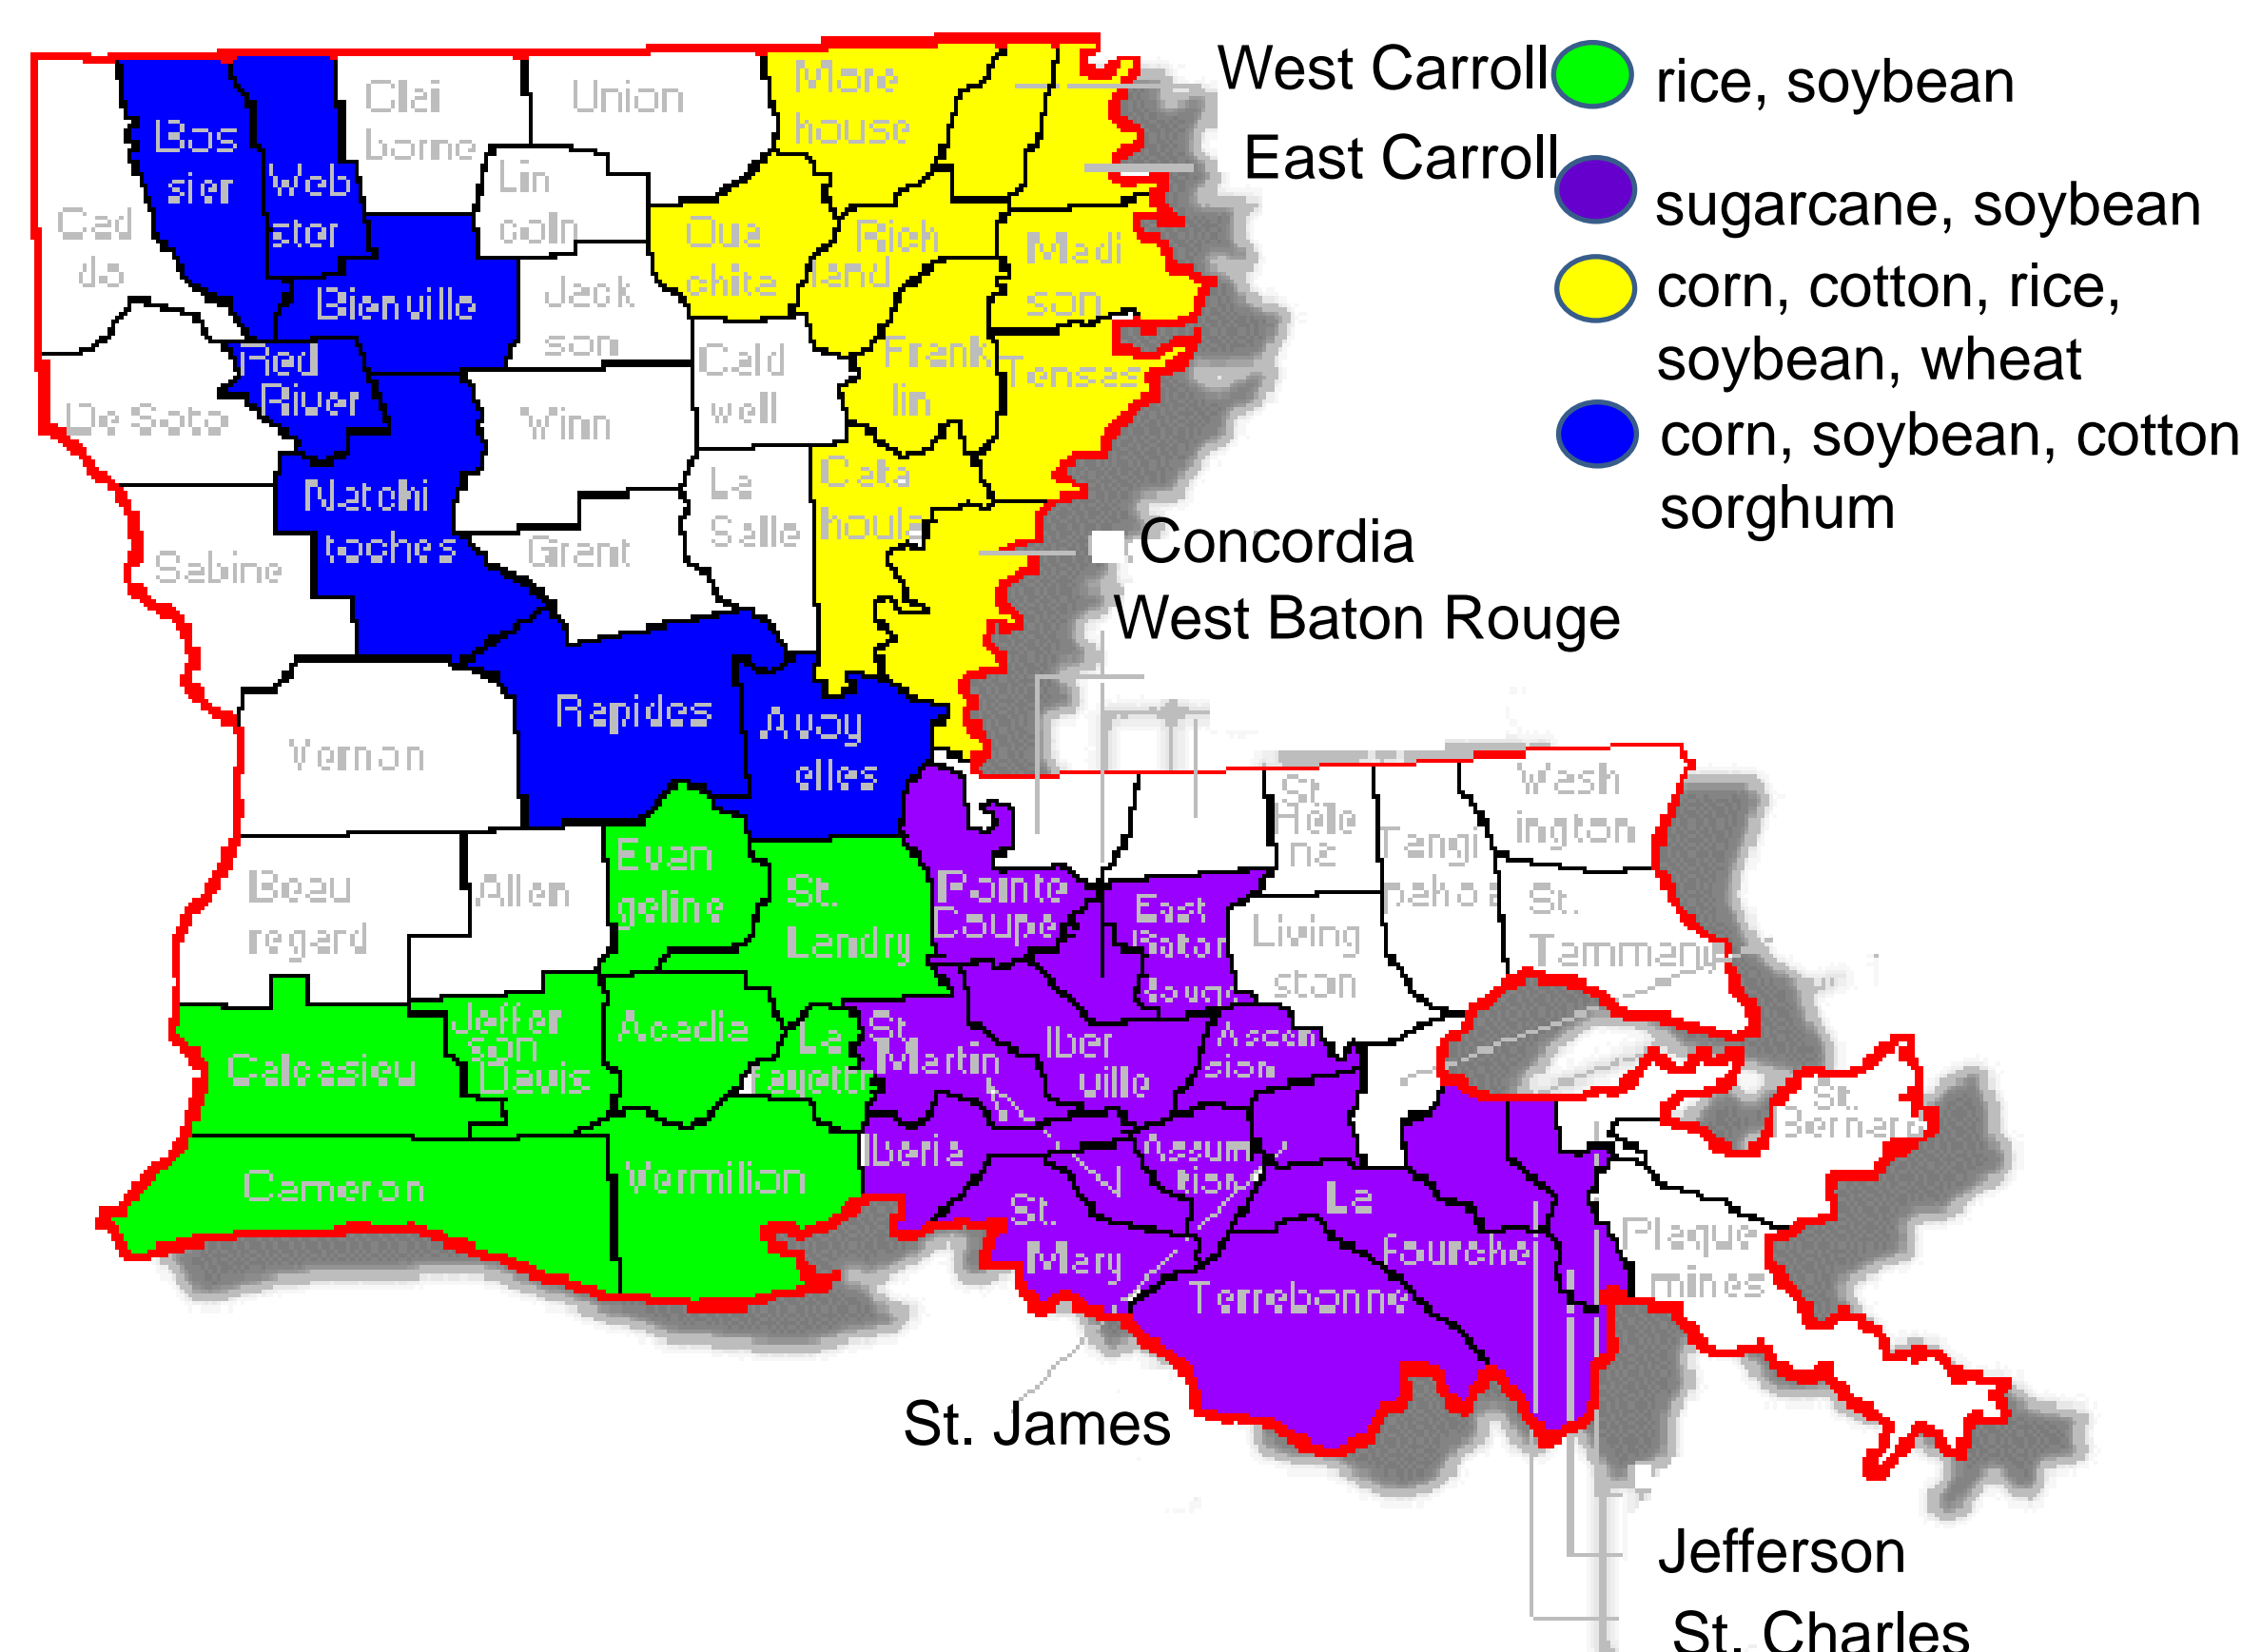 West Carroll
rice, soybean
East Carroll
sugarcane, soybean
corn, cotton, rice,
soybean, wheat
corn, soybean, cotton
sorghum
Concordia
West Baton Rouge
St. James
Jefferson
St. Charles
Cad
do
Bos
sier
Web
ster
Clai
borne
Union
Lin
coln
More
house
Oua
chita
Rich
land
Madi
son
Bienville
Jack
son
Red
River
De Soto
Cald
well
Frank
lin
Tensas
Winn
Natchi
toches
La
Salle
Cata
houla
Sabine
Grant
Rapides
Avoy
elles
Vernon
Beau
regard
Allen
Evan
geline
St.
Landry
Pointe
Coupe
East
Baton
Rouge
St.
Hele
na
Tangi
pahoa
Wash
ington
St.
Tammany
Living
ston
Calcasieu
Jeffer
son
Davis
Acadia
La
fayette
St.
Martin
Iber
ville
Ascen
sion
Cameron
Vermilion
Iberia
St.
Mary
Assum
tion
La
fourche
Terrebonne
St.
Bernard
Plaque
mines